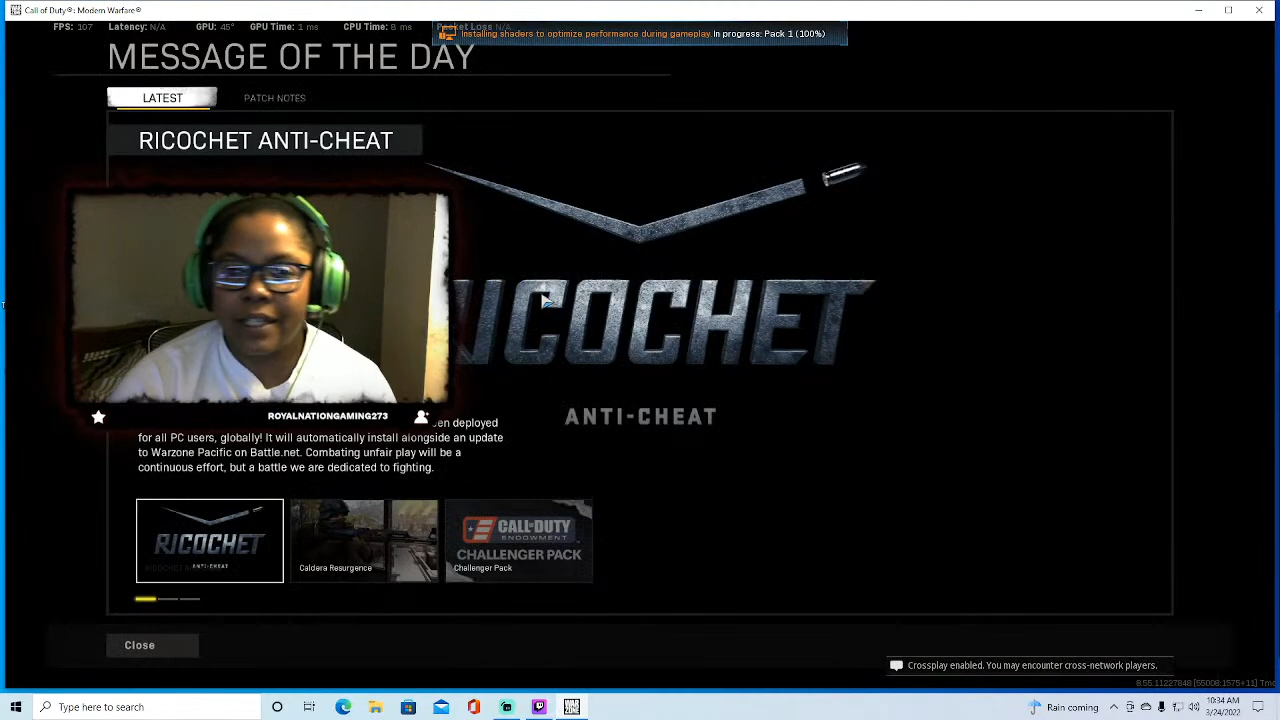 Call of Duty®: Modern Warfare®
FPS: 107 Latency: N/A GPU: 45° GPU Time: 1 ms CPU Time: 8 ms Packet Loss N/A
Installing shaders to optimize performance during gameplay. In progress: Pack 1 (100%)
MESSAGE OF THE DAY
LATEST PATCH NOTES
RICOCHET ANTI-CHEAT
RICOCHET
ANTI-CHEAT
ROYALNATIONGAMING273
deployed
for all PC users, globally! It will automatically install alongside an update
to Warzone Pacific on Battle.net. Combating unfair play will be a
continuous effort, but a battle we are dedicated to fighting.
RICOCHET
ANTI-CHEAT
Caldera Resurgence
CALL OF DUTY
ENDOWMENT
CHALLENGER PACK
Challenger Pack
Close
Crossplay enabled. You may encounter cross-network players.
Type here to search
Rain coming
10:34 AM